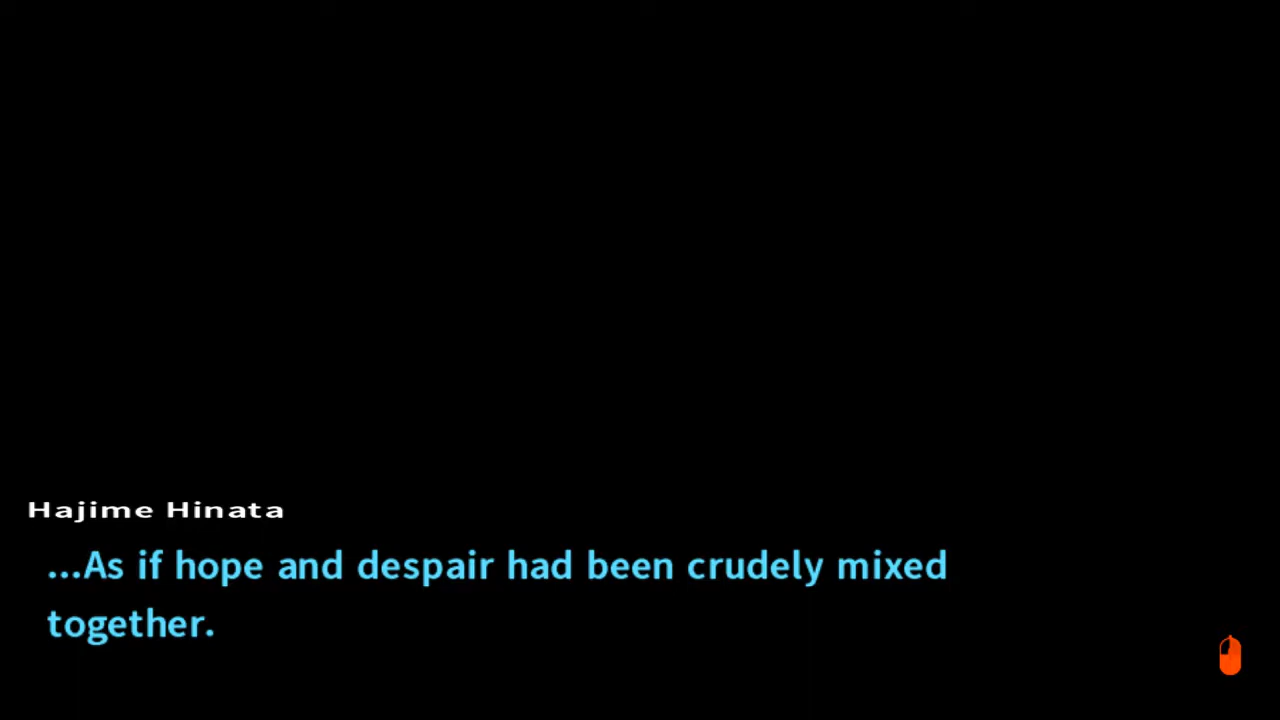 Hajime Hinata
...As if hope and despair had been crudely mixed
together.